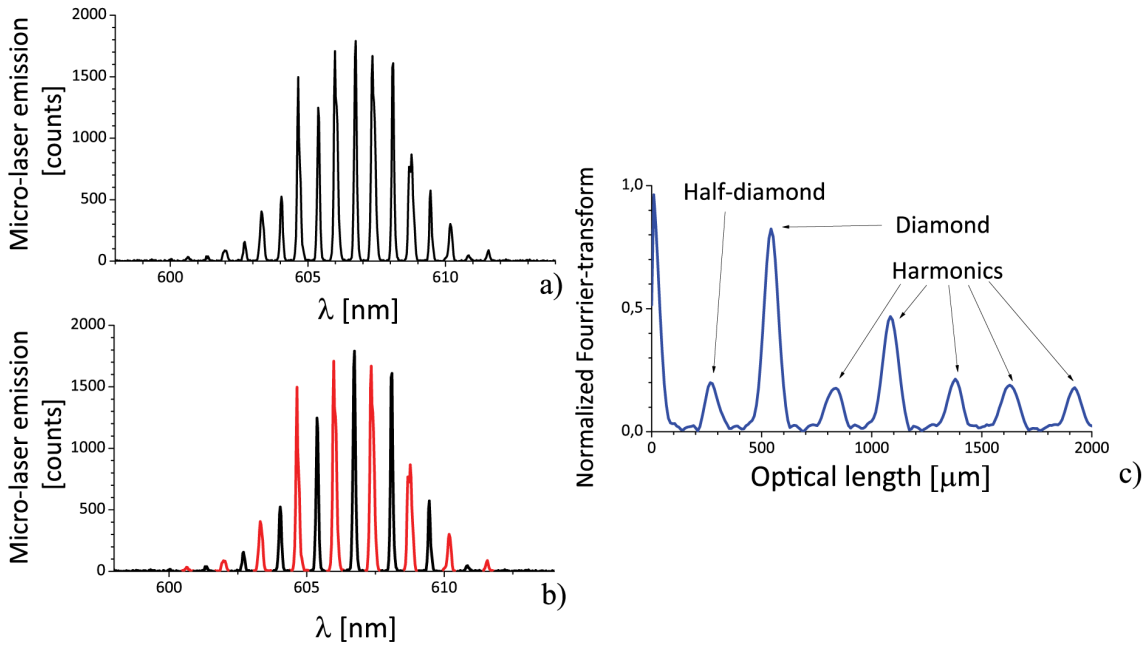 Micro-laser emission
[counts]
2000
1500
1000
500
0
600
605
610
λ [nm]
a)
Micro-laser emission
[counts]
2000
1500
1000
500
0
600
605
610
λ [nm]
b)
Normalized Fourrier-transform
1,0
0,5
0,0
Half-diamond
Diamond
Harmonics
0
500
1000
1500
2000
Optical length [μm]
c)